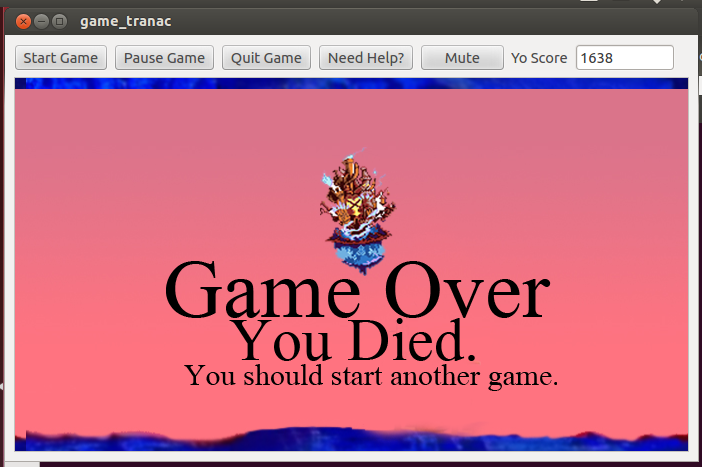 game_tranac
Start Game Pause Game Quit Game Need Help? Mute Yo Score 1638
Game Over
You Died.
You should start another game.